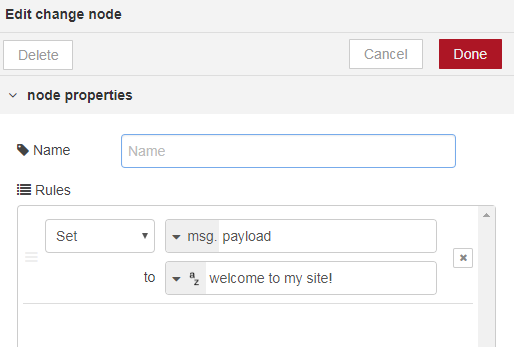 Edit change node
Delete Cancel Done
node properties
Name Name
Rules
Set msg. payload
to az welcome to my site!